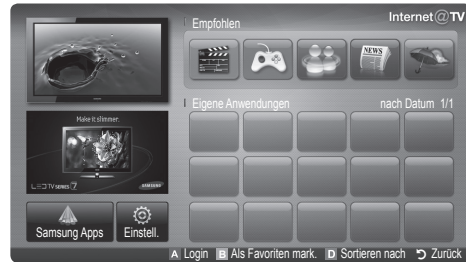 Internet@TV
Empfohlen
NEWS
Eigene Anwendungen nach Datum 1/1
Make it slimmer.
LED TV SERIES 7 SAMSUNG
Samsung Apps Einstell.
A Login B Als Favoriten mark. D Sortieren nach Zurück